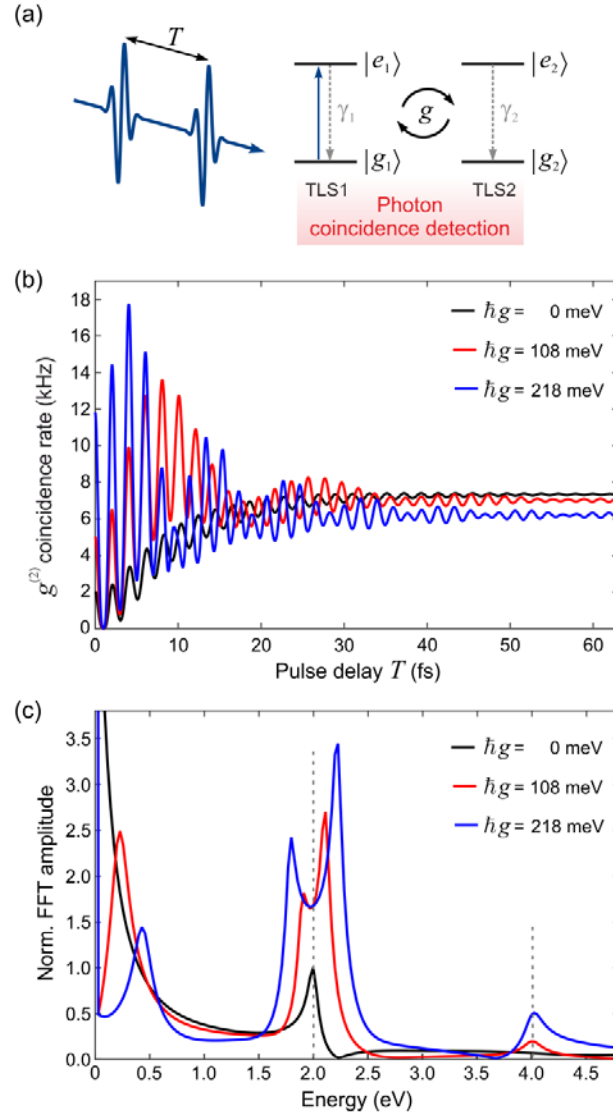 (a)
T
|e₁⟩ |e₂⟩
γ₁ g γ₂
|g₁⟩ |g₂⟩
TLS1 TLS2
Photon
coincidence detection
(b)
ħg = 0 meV
ħg = 108 meV
ħg = 218 meV
g⁽²⁾ coincidence rate (kHz)
18
16
14
12
10
8
6
4
2
0
0 10 20 30 40 50 60
Pulse delay T (fs)
(c)
ħg = 0 meV
ħg = 108 meV
ħg = 218 meV
Norm. FFT amplitude
3.5
3.0
2.5
2.0
1.5
1.0
0.5
0.0
0 0.5 1.0 1.5 2.0 2.5 3.0 3.5 4.0 4.5
Energy (eV)